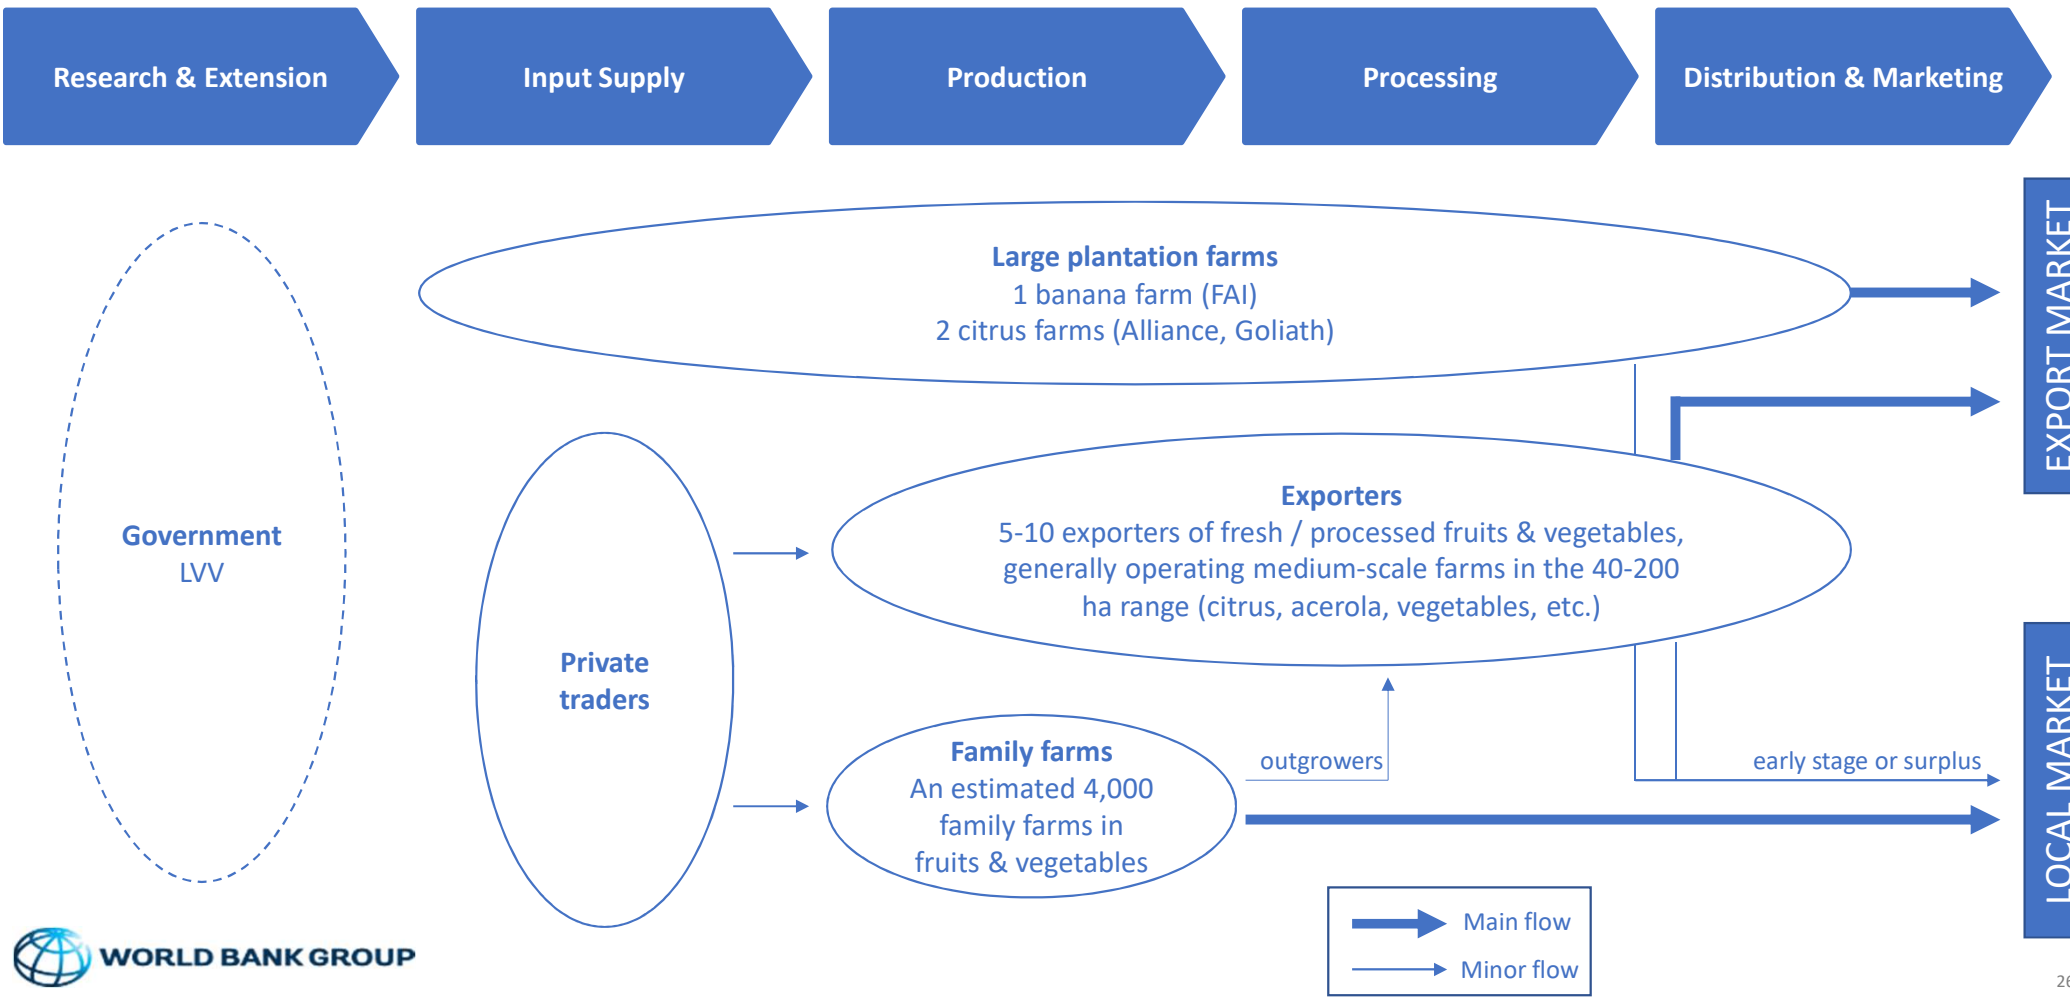 Research & Extension
Input Supply
Production
Processing
Distribution & Marketing
Large plantation farms
1 banana farm (FAI)
2 citrus farms (Alliance, Goliath)
EXPORT MARKET
Exporters
5-10 exporters of fresh / processed fruits & vegetables,
generally operating medium-scale farms in the 40-200
ha range (citrus, acerola, vegetables, etc.)
Government
LVV
Private
traders
Family farms
An estimated 4,000
family farms in
fruits & vegetables
outgrowers
early stage or surplus
LOCAL MARKET
Main flow
Minor flow
WORLD BANK GROUP
26